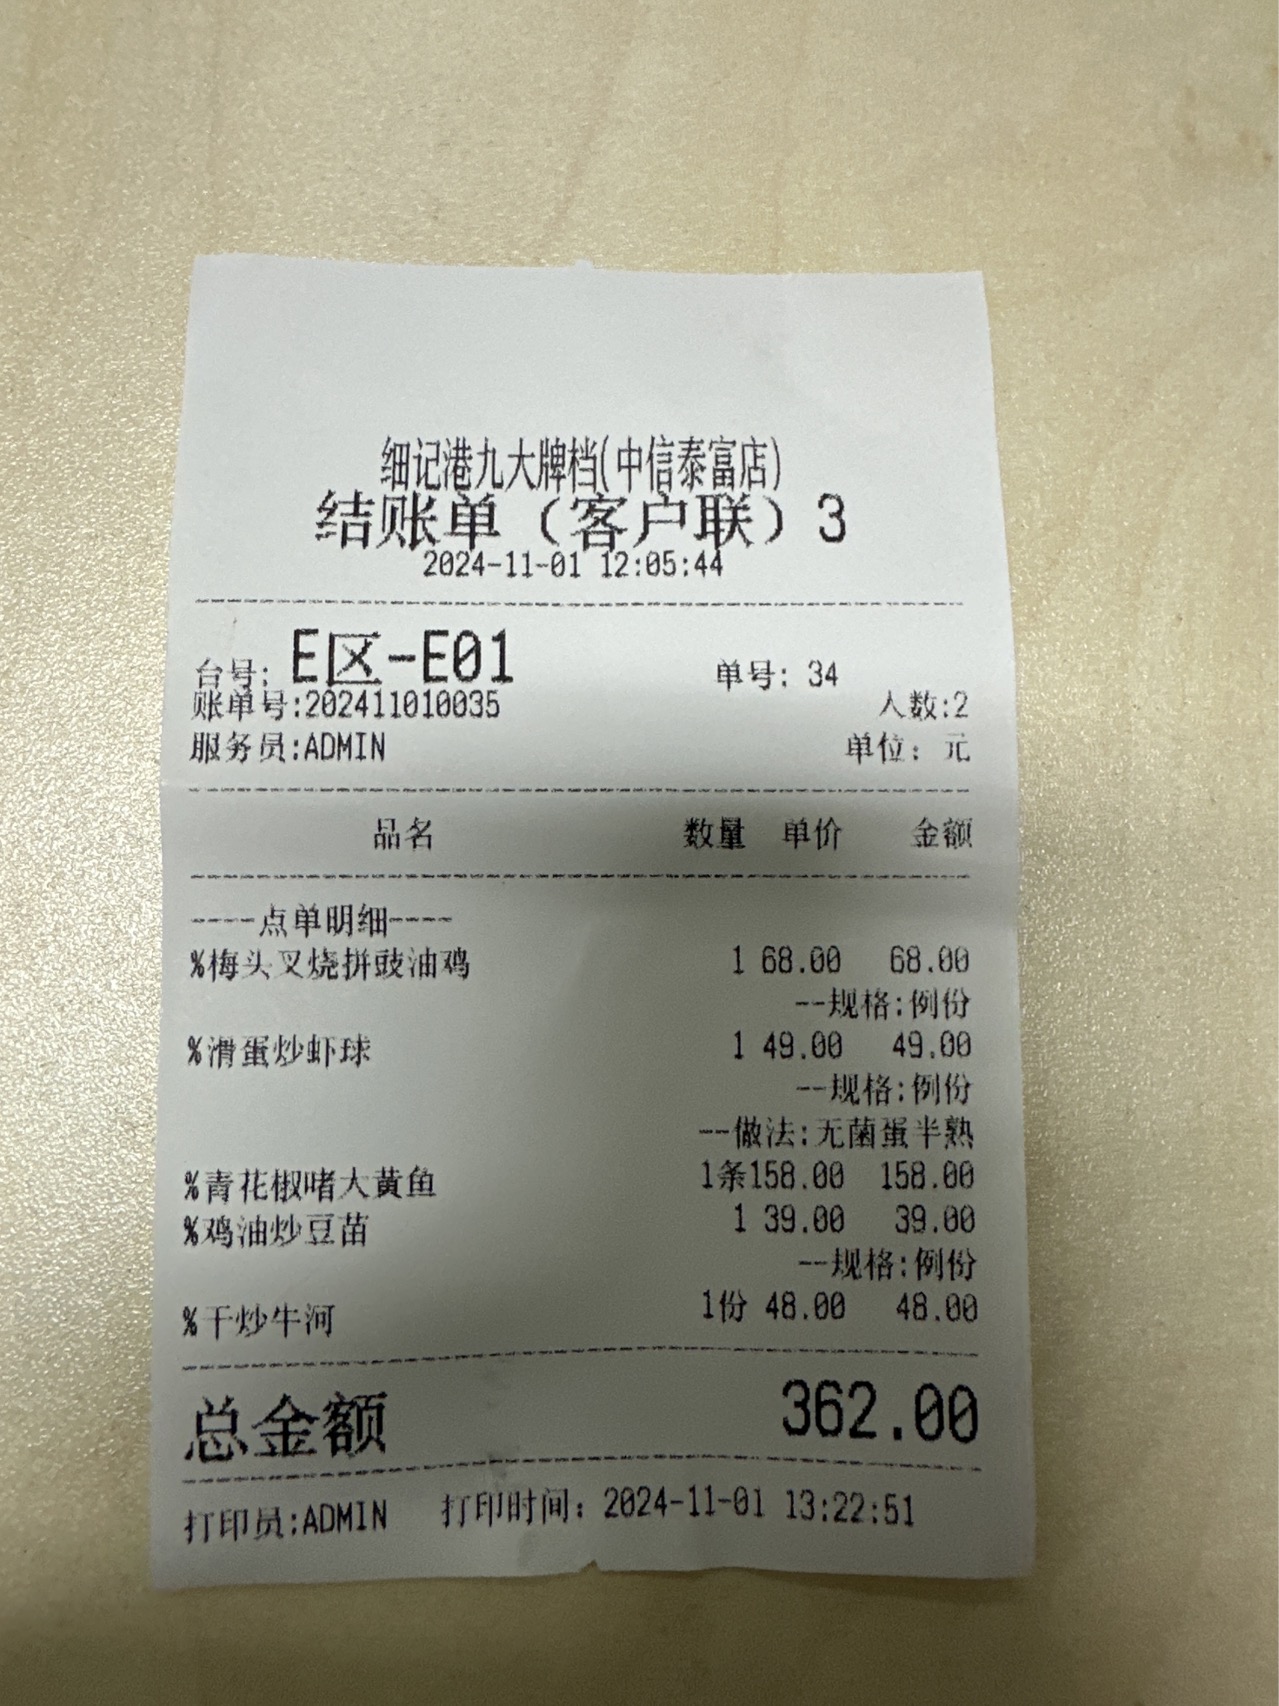 细记港九大牌档(中信泰富店)
结账单（客户联）3
2024-11-01 12:05:44
台号: E区-E01 单号: 34
账单号:202411010035 人数:2
服务员:ADMIN 单位: 元
品名 数量 单价 金额
----点单明细----
%梅头叉烧拼豉油鸡 1 68.00 68.00
--规格:例份
%滑蛋炒虾球 1 49.00 49.00
--规格:例份
--做法:无菌蛋半熟
%青花椒啫大黄鱼 1条158.00 158.00
%鸡油炒豆苗 1 39.00 39.00
--规格:例份
%干炒牛河 1份 48.00 48.00
总金额 362.00
打印员:ADMIN 打印时间: 2024-11-01 13:22:51